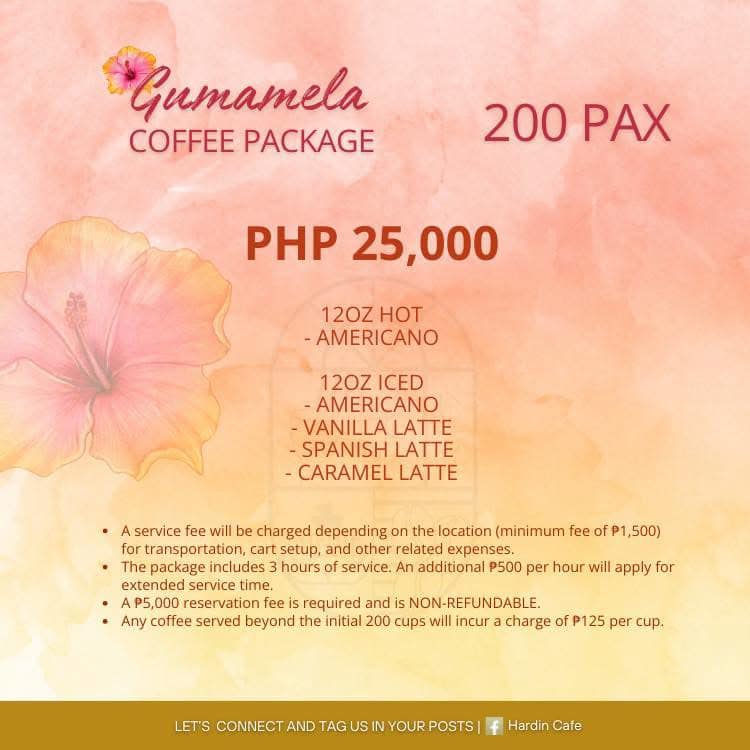 Gumamela
COFFEE PACKAGE
200 PAX
PHP 25,000
12OZ HOT
- AMERICANO
12OZ ICED
- AMERICANO
- VANILLA LATTE
- SPANISH LATTE
- CARAMEL LATTE
• A service fee will be charged depending on the location (minimum fee of ₱1,500)
for transportation, cart setup, and other related expenses.
• The package includes 3 hours of service. An additional ₱500 per hour will apply for
extended service time.
• A ₱5,000 reservation fee is required and is NON-REFUNDABLE.
• Any coffee served beyond the initial 200 cups will incur a charge of ₱125 per cup.
LET'S CONNECT AND TAG US IN YOUR POSTS | f Hardin Cafe